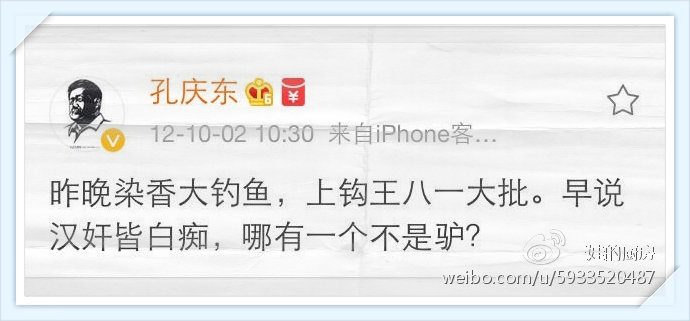 孔庆东
12-10-02 10:30 来自iPhone客...
昨晚染香大钓鱼，上钩王八一大批。早说
汉奸皆白痴，哪有一个不是驴？
weibo.com/u/5933520487